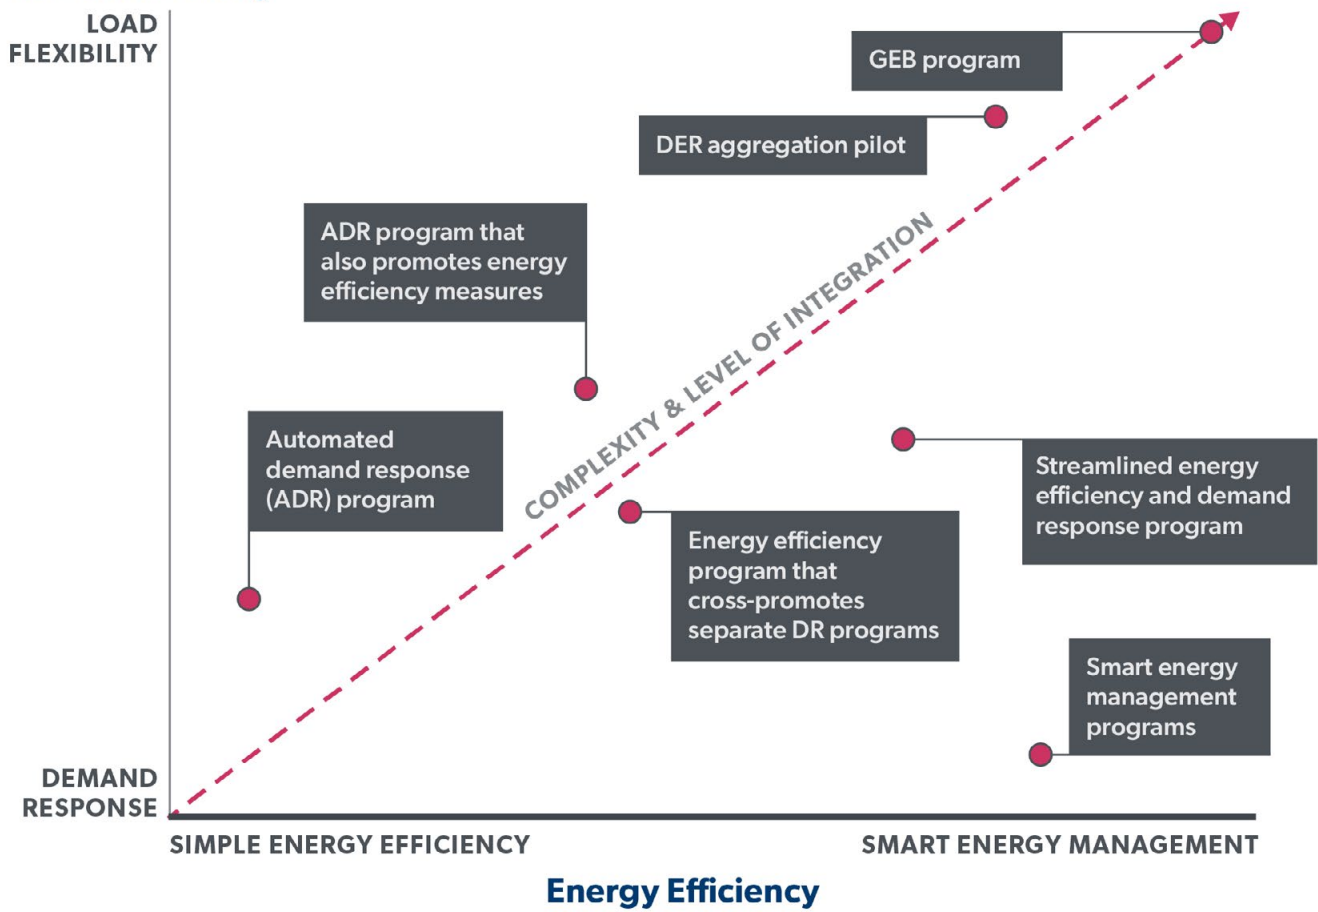 LOAD
FLEXIBILITY
GEB program
DER aggregation pilot
ADR program that
also promotes energy
efficiency measures
COMPLEXITY & LEVEL OF INTEGRATION
Automated
demand response
(ADR) program
Streamlined energy
efficiency and demand
response program
Energy efficiency
program that
cross-promotes
separate DR programs
Smart energy
management
programs
DEMAND
RESPONSE
SIMPLE ENERGY EFFICIENCY
SMART ENERGY MANAGEMENT
Energy Efficiency